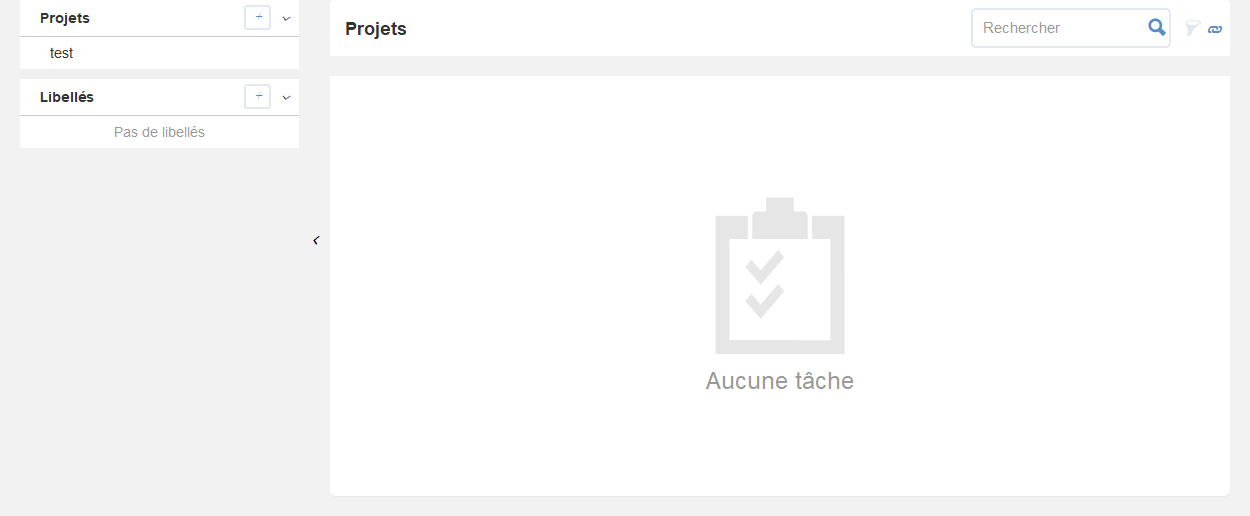 Projets
test
Libellés
Pas de libellés
Projets
Rechercher
Aucune tâche